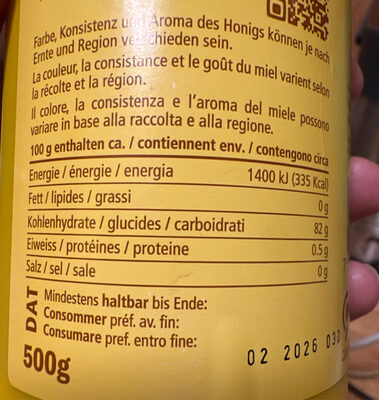 Farbe, Konsistenz und Aroma des Honigs können je nach
Ernte und Region verschieden sein.
La couleur, la consistance et le goût du miel varient selon
la récolte et la région.
Il colore, la consistenza e l'aroma del miele possono
variare in base alla raccolta e alla regione.
100 g enthalten ca. / contiennent env. / contengono circa
Energie / énergie / energia 1400 kJ (335 Kcal)
Fett / lipides / grassi 0 g
Kohlenhydrate / glucides / carboidrati 82 g
Eiweiss / protéines / proteine 0.5 g
Salz / sel / sale 0 g
DAT
Mindestens haltbar bis Ende:
Consommer préf. av. fin:
Consumare pref. entro fine:
02 2026 030
500g